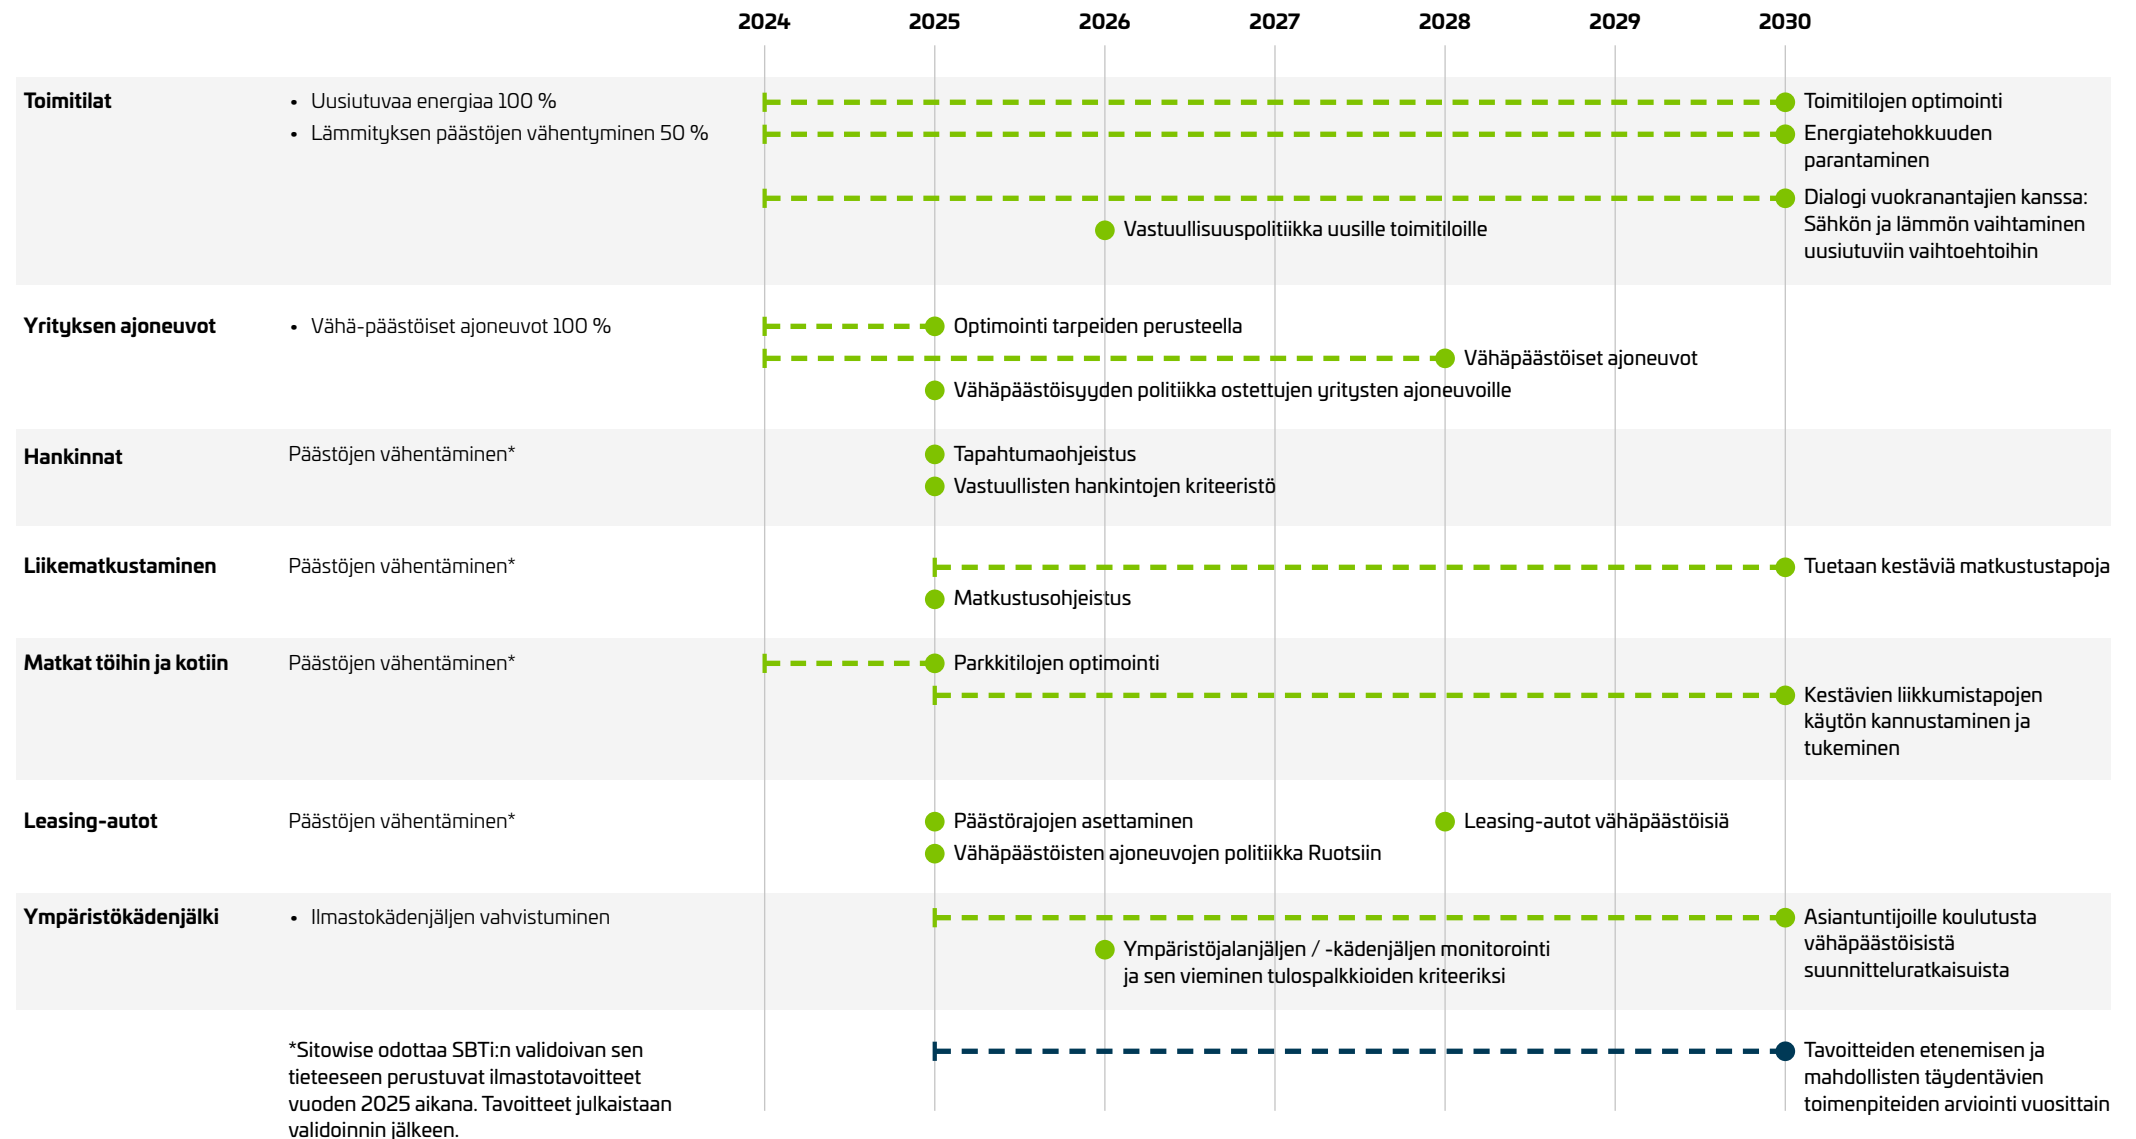 2024 2025 2026 2027 2028 2029 2030
Toimitilat
• Uusiutuvaa energiaa 100 %
• Lämmityksen päästöjen vähentyminen 50 %
Toimitilojen optimointi
Energiatehokkuuden
parantaminen
Dialogi vuokranantajien kanssa:
Sähkön ja lämmön vaihtaminen
uusiutuviin vaihtoehtoihin
Vastuullisuuspolitiikka uusille toimitiloille
Yrityksen ajoneuvot
• Vähä-päästöiset ajoneuvot 100 %
Optimointi tarpeiden perusteella
Vähäpäästöiset ajoneuvot
Vähäpäästöisyyden politiikka ostettujen yritysten ajoneuvoille
Hankinnat
Päästöjen vähentäminen*
Tapahtumaohjeistus
Vastuullisten hankintojen kriteeristö
Liikematkustaminen
Päästöjen vähentäminen*
Tuetaan kestäviä matkustustapoja
Matkustusohjeistus
Matkat töihin ja kotiin
Päästöjen vähentäminen*
Parkkitilojen optimointi
Kestävien liikkumistapojen
käytön kannustaminen ja
tukeminen
Leasing-autot
Päästöjen vähentäminen*
Päästörajojen asettaminen
Leasing-autot vähäpäästöisiä
Vähäpäästöisten ajoneuvojen politiikka Ruotsiin
Ympäristökädenjälki
• Ilmastokädenjäljen vahvistuminen
Asiantuntijoille koulutusta
vähäpäästöisistä
suunnitteluratkaisuista
Ympäristöjalanjäljen / -kädenjäljen monitorointi
ja sen vieminen tulospalkkioiden kriteeriksi
*Sitowise odottaa SBTi:n validoivan sen
tieteeseen perustuvat ilmastotavoitteet
vuoden 2025 aikana. Tavoitteet julkaistaan
validoinnin jälkeen.
Tavoitteiden etenemisen ja
mahdollisten täydentävien
toimenpiteiden arviointi vuosittain